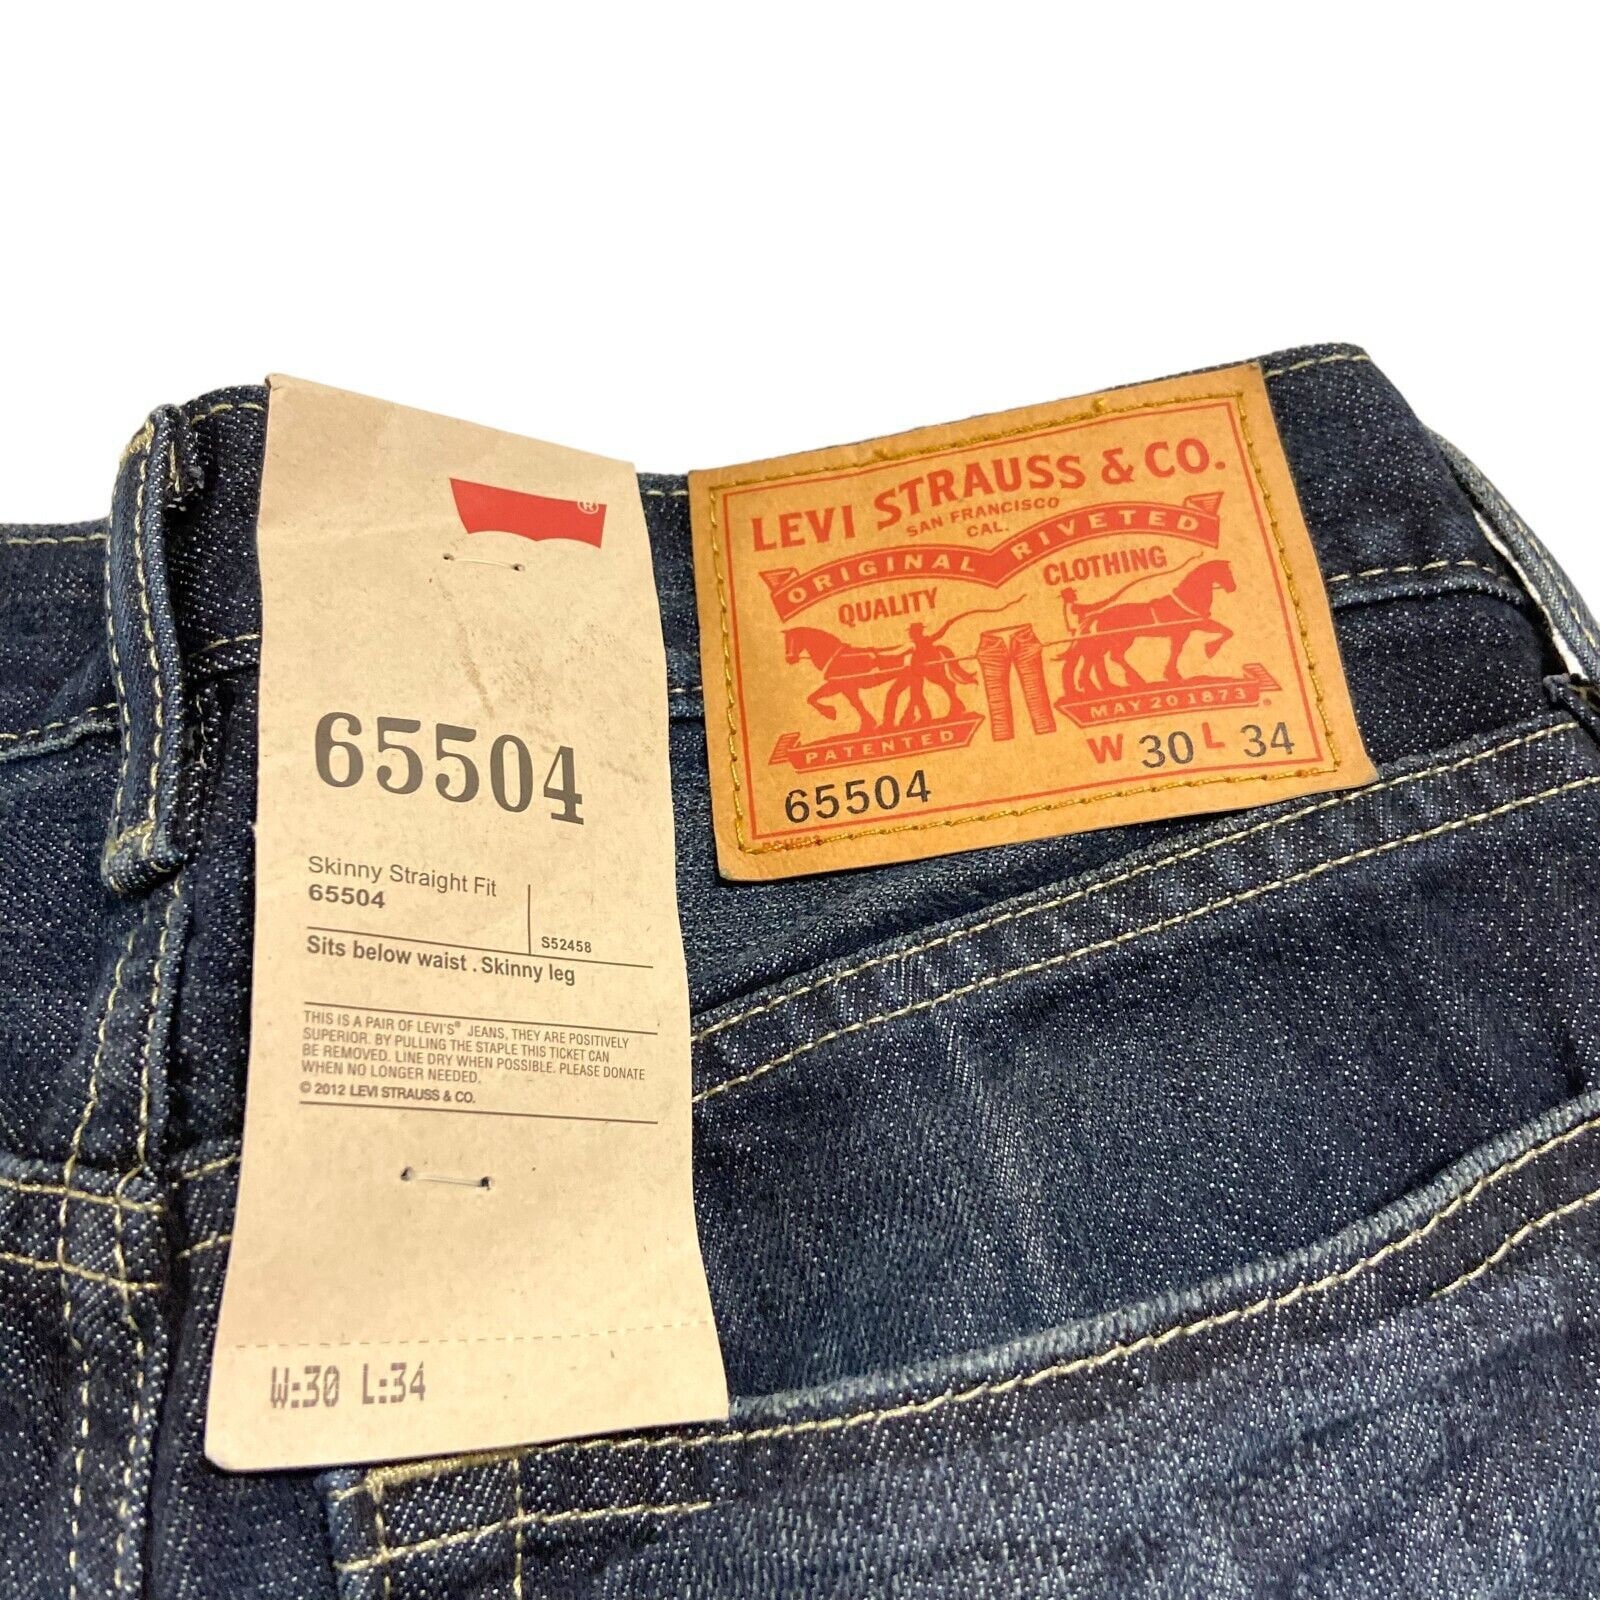 ®
65504
Skinny Straight Fit
65504
S52458
Sits below waist . Skinny leg
THIS IS A PAIR OF LEVI'S® JEANS, THEY ARE POSITIVELY
SUPERIOR. BY PULLING THE STAPLE THIS TICKET CAN
BE REMOVED. LINE DRY WHEN POSSIBLE. PLEASE DONATE
WHEN NO LONGER NEEDED.
© 2012 LEVI STRAUSS & CO.
W:30 L:34
LEVI STRAUSS & CO.
SAN FRANCISCO
CAL.
ORIGINAL RIVETED
QUALITY CLOTHING
PATENTED MAY 20 1873 ®
65504 W 30 L 34